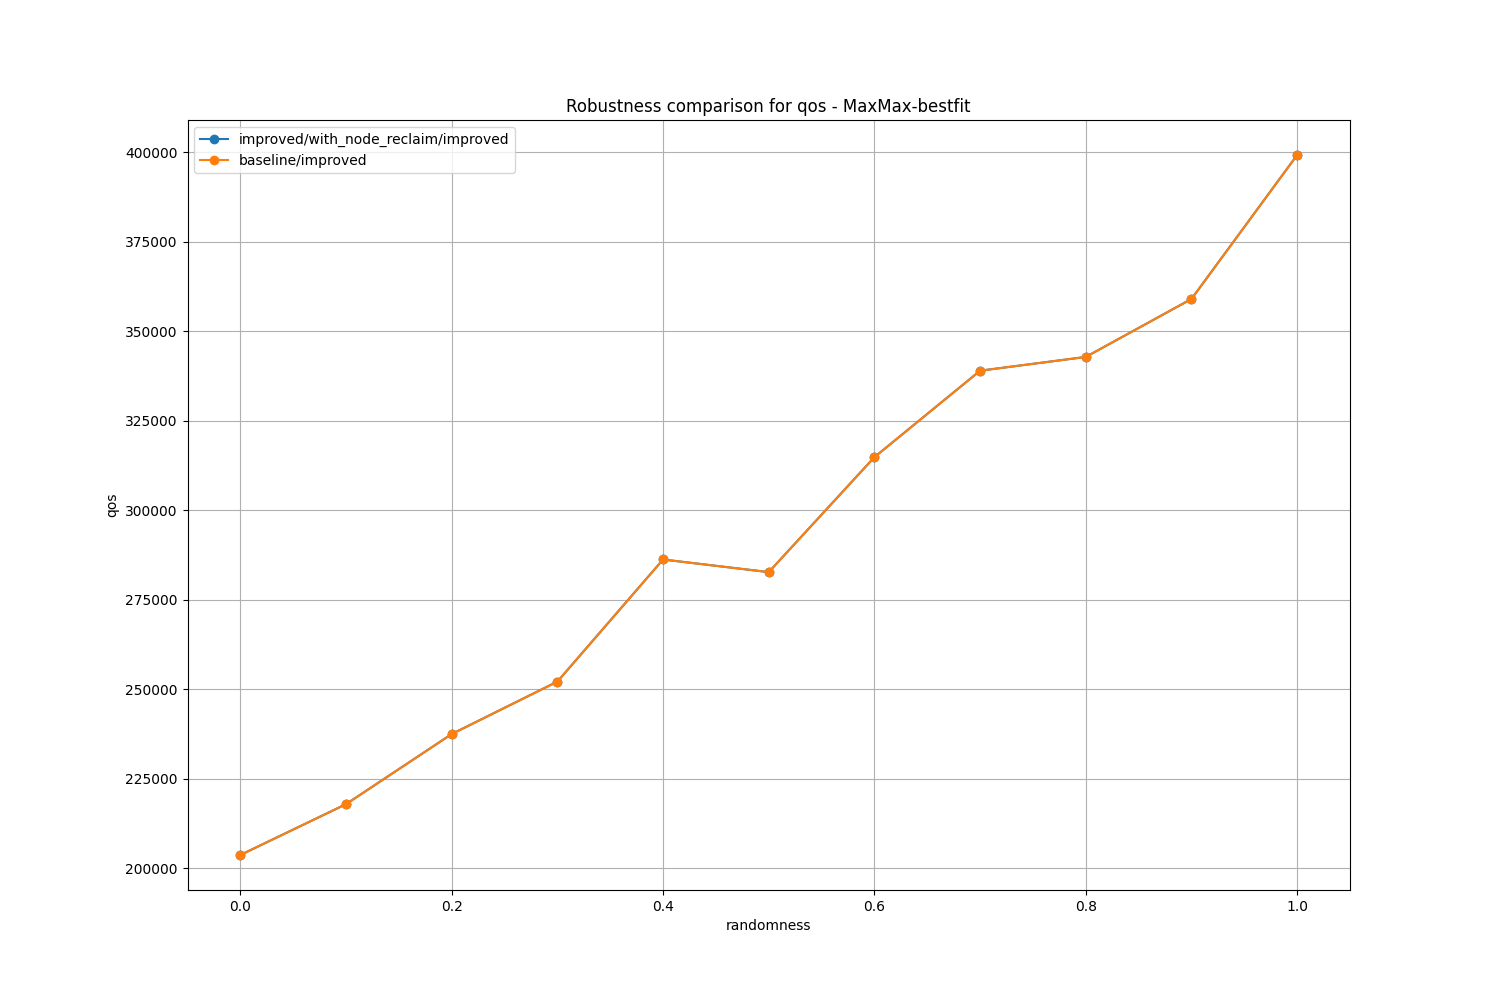 Robustness comparison for qos - MaxMax-bestfit
improved/with_node_reclaim/improved
baseline/improved
400000
375000
350000
325000
300000
275000
250000
225000
200000
qos
0.0 0.2 0.4 0.6 0.8 1.0
randomness